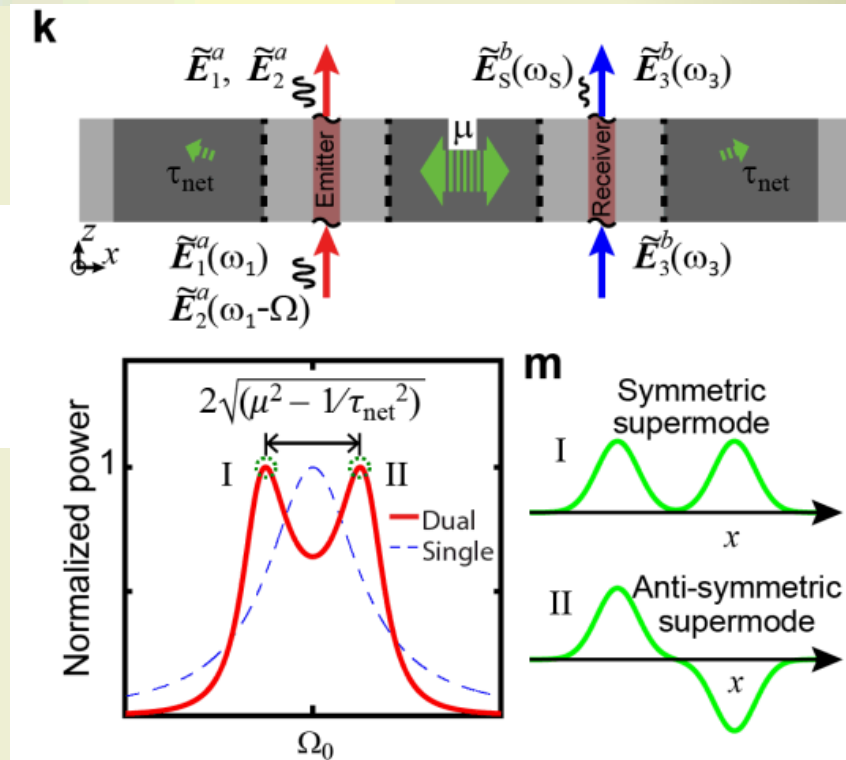 k
Ẽ₁ᵃ, Ẽ₂ᵃ
Ẽ_Sᵇ(ω_S)
Ẽ₃ᵇ(ω₃)
τ_net
Emitter
μ
Receiver
τ_net
z
x
Ẽ₁ᵃ(ω₁)
Ẽ₂ᵃ(ω₁-Ω)
Ẽ₃ᵇ(ω₃)
2√(μ² − 1/τ_net²)
1
I
II
Dual
Single
Normalized power
Ω₀
m
Symmetric
supermode
I
x
Anti-symmetric
supermode
II
x